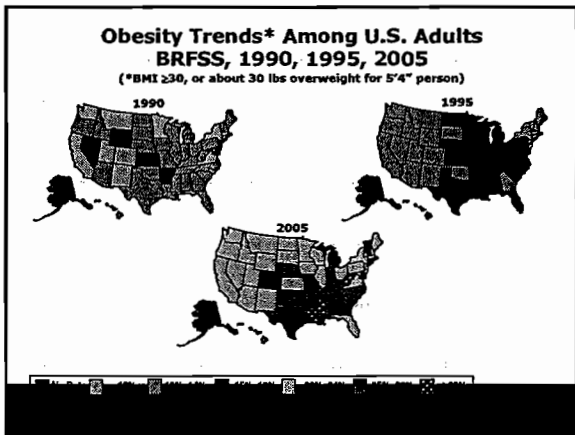 Obesity Trends* Among U.S. Adults
BRFSS, 1990, 1995, 2005
(*BMI ≥30, or about 30 lbs overweight for 5’4” person)
1990
1995
2005